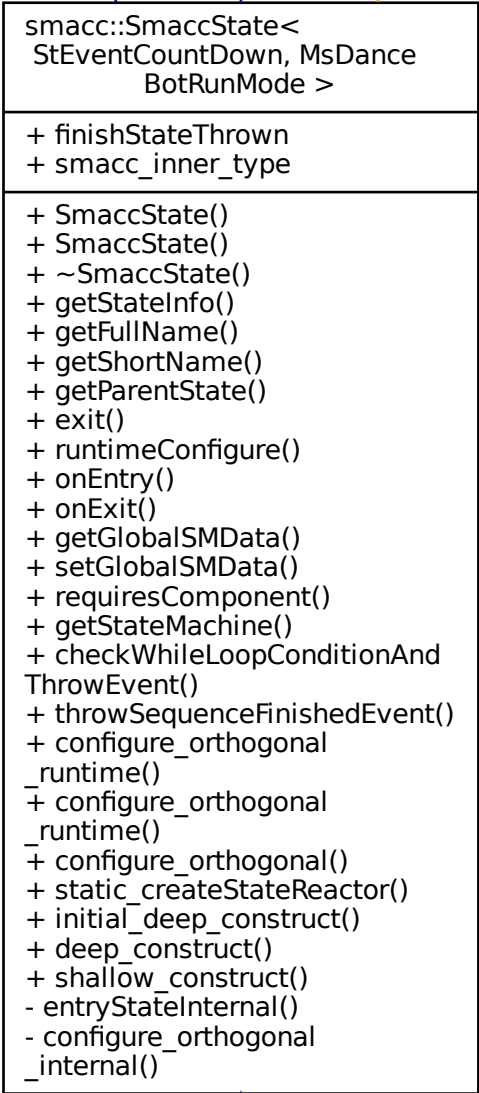 smacc::SmaccState<
StEventCountDown, MsDance
BotRunMode >
+ finishStateThrown
+ smacc_inner_type
+ SmaccState()
+ SmaccState()
+ ~SmaccState()
+ getStateInfo()
+ getFullName()
+ getShortName()
+ getParentState()
+ exit()
+ runtimeConfigure()
+ onEntry()
+ onExit()
+ getGlobalSMData()
+ setGlobalSMData()
+ requiresComponent()
+ getStateMachine()
+ checkWhileLoopConditionAnd
ThrowEvent()
+ throwSequenceFinishedEvent()
+ configure_orthogonal
_runtime()
+ configure_orthogonal
_runtime()
+ configure_orthogonal()
+ static_createStateReactor()
+ initial_deep_construct()
+ deep_construct()
+ shallow_construct()
- entryStateInternal()
- configure_orthogonal
_internal()